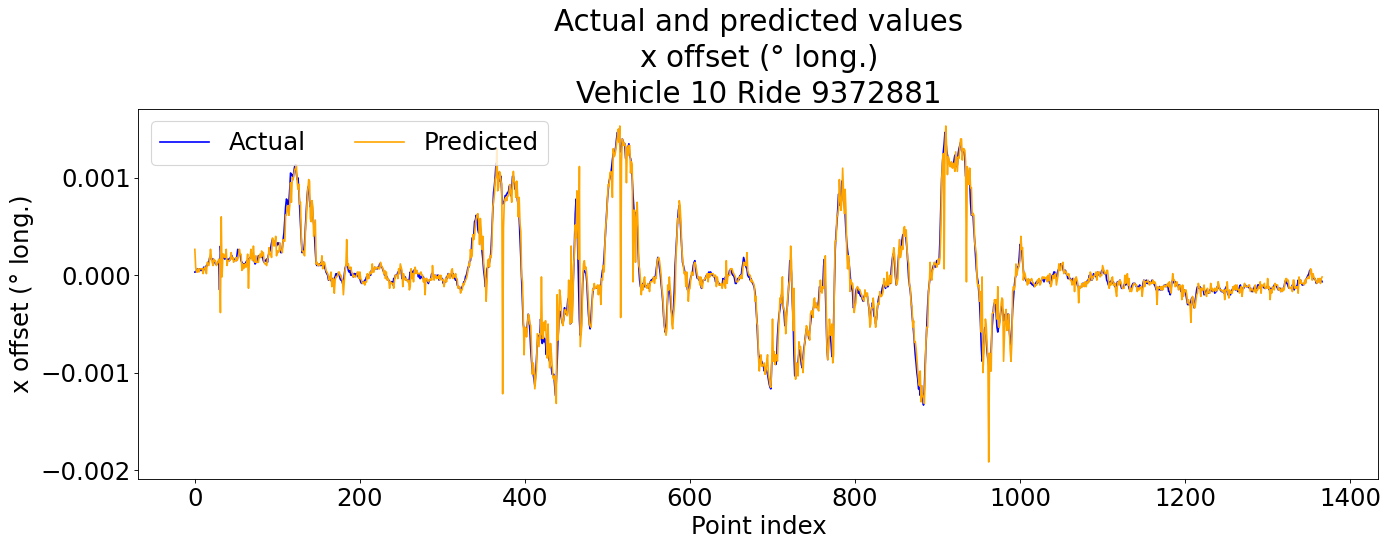 Actual and predicted values
x offset (° long.)
Vehicle 10 Ride 9372881
Actual
Predicted
x offset (° long.)
0.001
0.000
−0.001
−0.002
0
200
400
600
800
1000
1200
1400
Point index